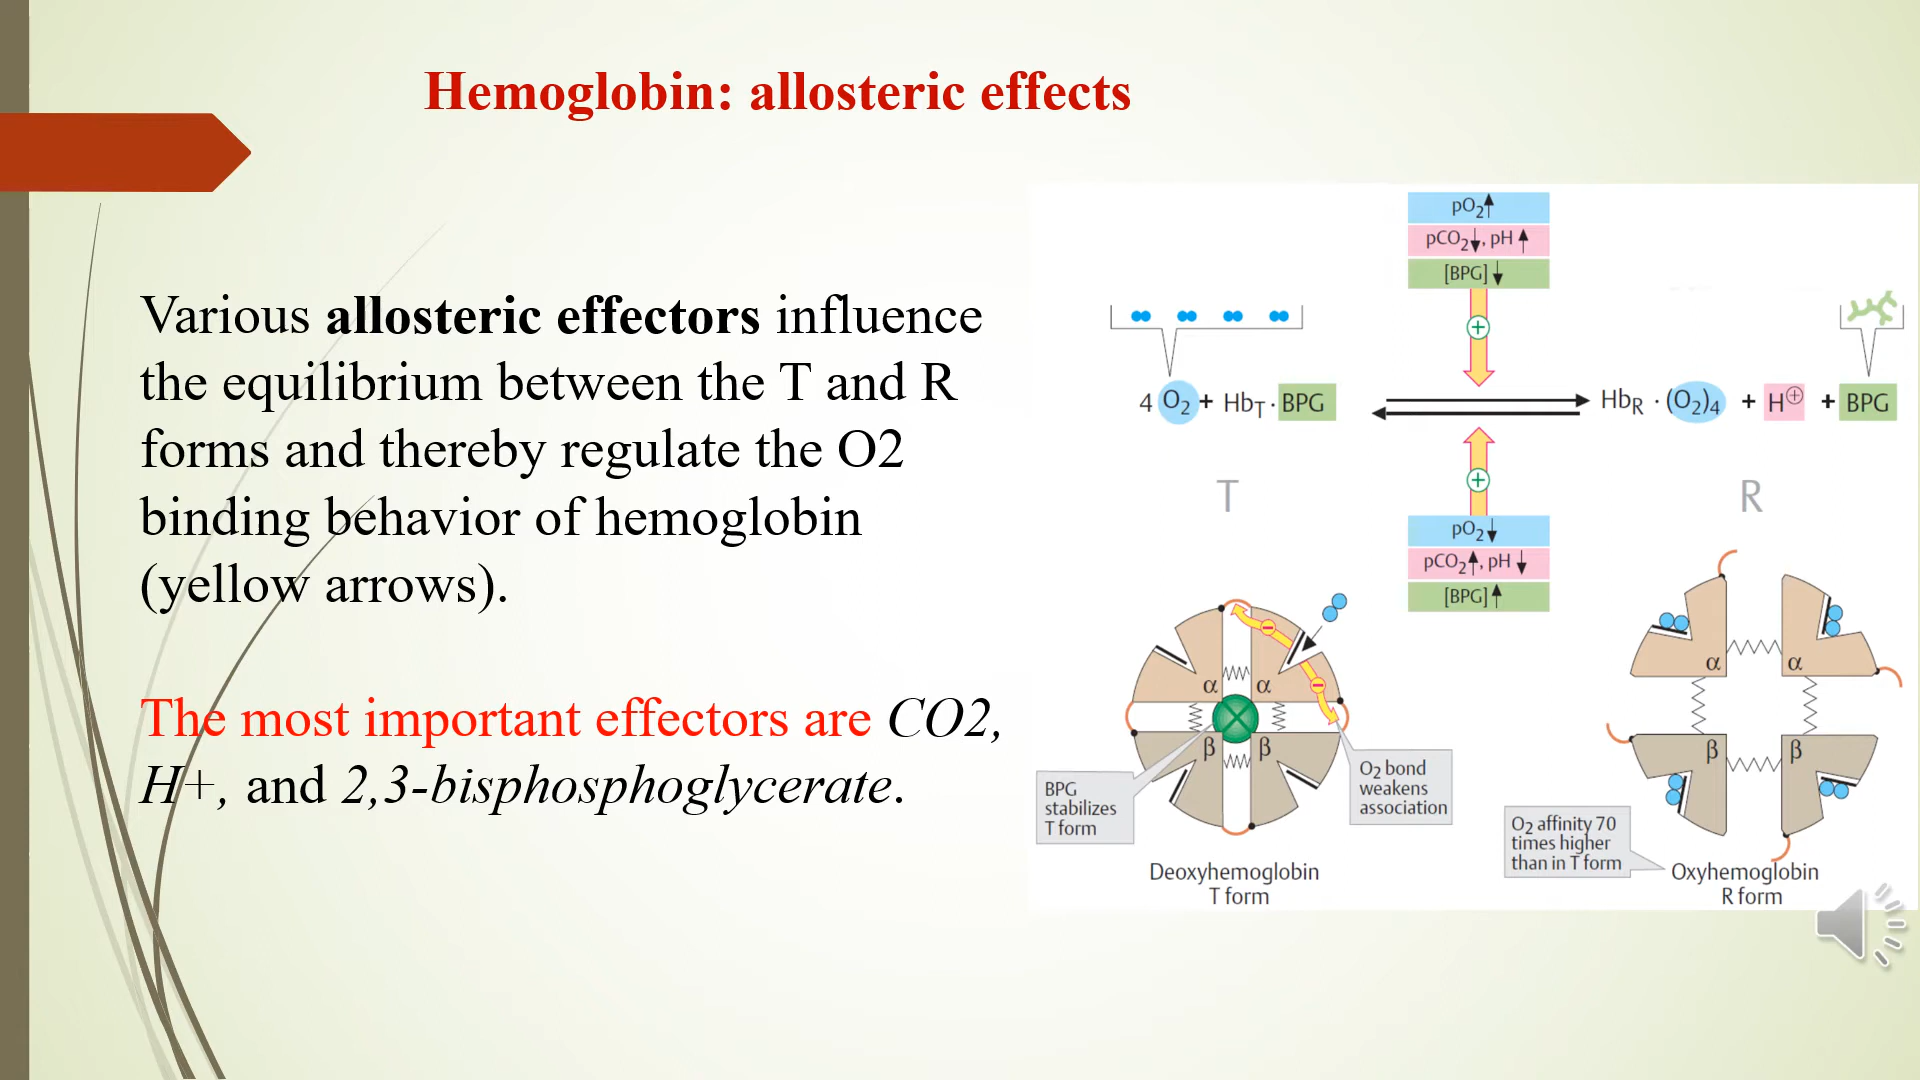 Hemoglobin: allosteric effects
Various allosteric effectors influence
the equilibrium between the T and R
forms and thereby regulate the O2
binding behavior of hemoglobin
(yellow arrows).
The most important effectors are CO2,
H+, and 2,3-bisphosphoglycerate.
pO₂↑
pCO₂↓, pH↑
[BPG]↓
4 O₂ + Hb_T · BPG ⇌ Hb_R · (O₂)₄ + H⊕ + BPG
T
R
pO₂↓
pCO₂↑, pH↓
[BPG]↑
α α
β β
α α
β β
BPG
stabilizes
T form
O₂ bond
weakens
association
O₂ affinity 70
times higher
than in T form
Deoxyhemoglobin
T form
Oxyhemoglobin
R form